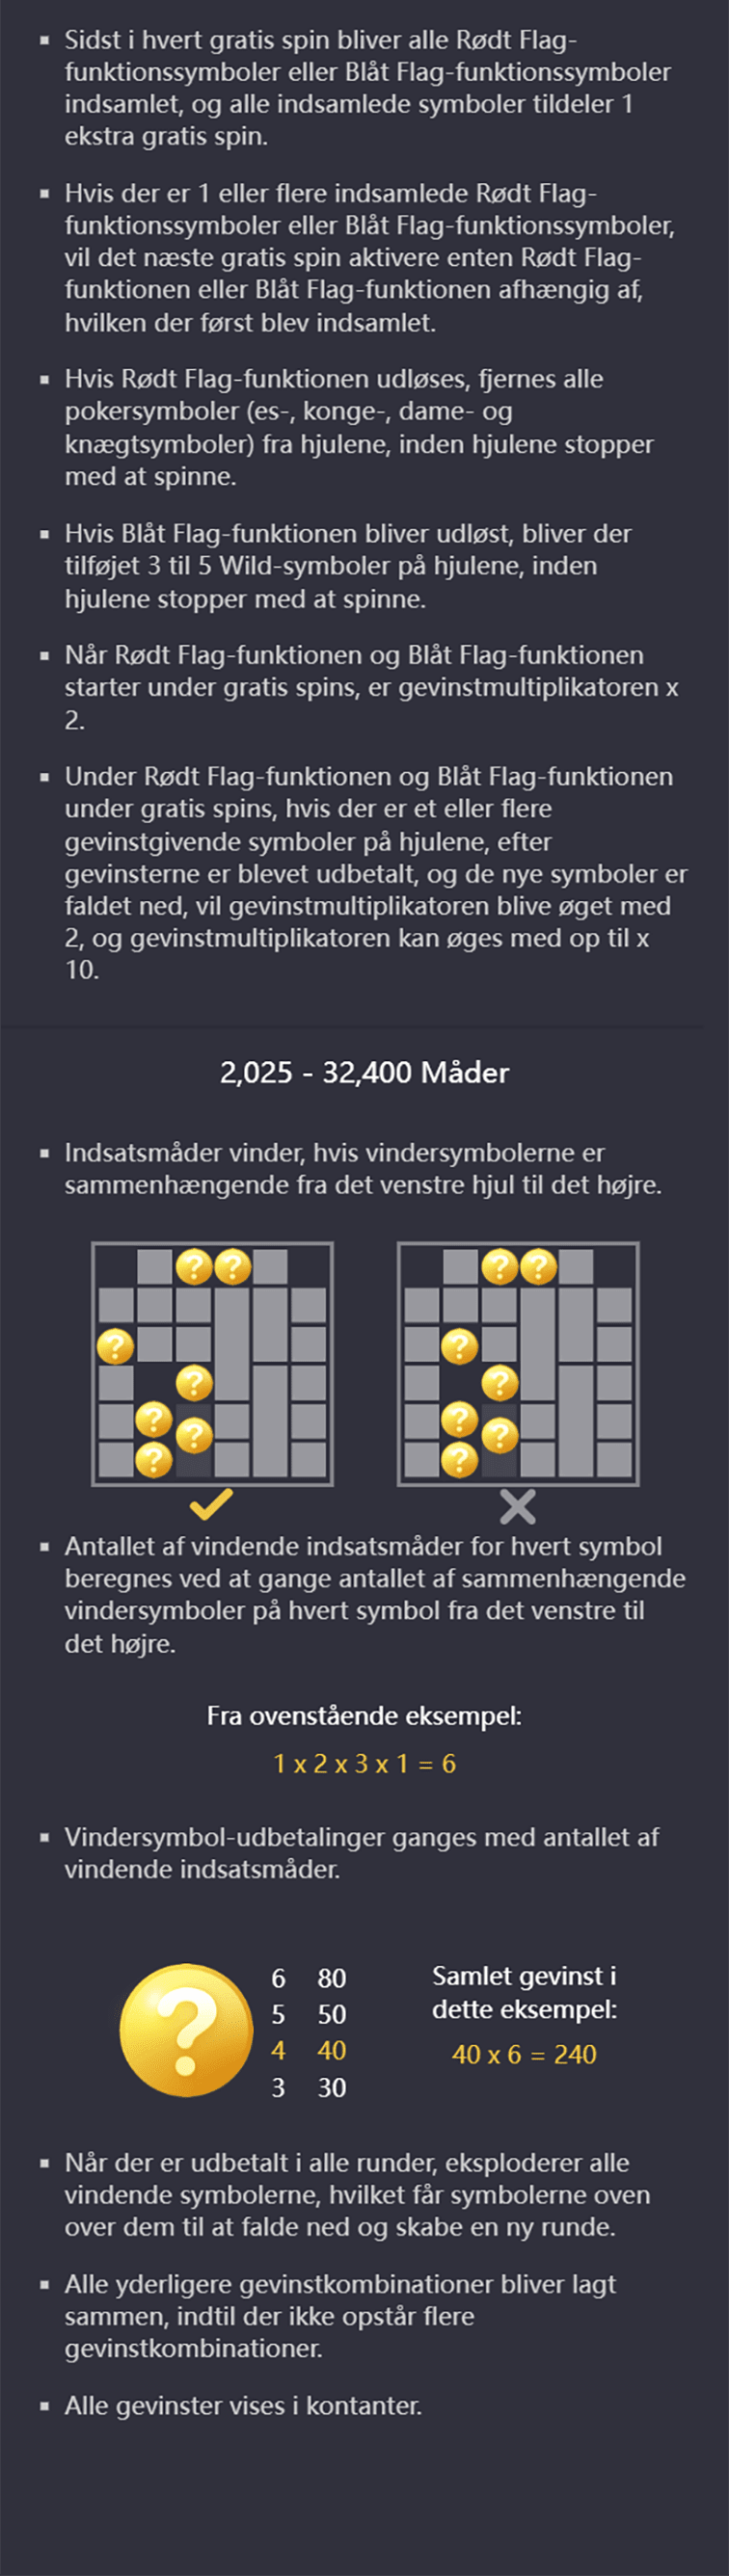 Sidst i hvert gratis spin bliver alle Rødt Flag-
funktionssymboler eller Blåt Flag-funktionssymboler
indsamlet, og alle indsamlede symboler tildeler 1
ekstra gratis spin.
Hvis der er 1 eller flere indsamlede Rødt Flag-
funktionssymboler eller Blåt Flag-funktionssymboler,
vil det næste gratis spin aktivere enten Rødt Flag-
funktionen eller Blåt Flag-funktionen afhængig af,
hvilken der først blev indsamlet.
Hvis Rødt Flag-funktionen udløses, fjernes alle
pokersymboler (es-, konge-, dame- og
knægtsymboler) fra hjulene, inden hjulene stopper
med at spinne.
Hvis Blåt Flag-funktionen bliver udløst, bliver der
tilføjet 3 til 5 Wild-symboler på hjulene, inden
hjulene stopper med at spinne.
Når Rødt Flag-funktionen og Blåt Flag-funktionen
starter under gratis spins, er gevinstmultiplikatoren x
2.
Under Rødt Flag-funktionen og Blåt Flag-funktionen
under gratis spins, hvis der er et eller flere
gevinstgivende symboler på hjulene, efter
gevinsterne er blevet udbetalt, og de nye symboler er
faldet ned, vil gevinstmultiplikatoren blive øget med
2, og gevinstmultiplikatoren kan øges med op til x
10.
2,025 - 32,400 Måder
Indsatsmåder vinder, hvis vindersymbolerne er
sammenhængende fra det venstre hjul til det højre.
? ? ? ? ? ? ?
? ? ? ? ? ? ?
Antallet af vindende indsatsmåder for hvert symbol
beregnes ved at gange antallet af sammenhængende
vindersymboler på hvert symbol fra det venstre til
det højre.
Fra ovenstående eksempel:
1 x 2 x 3 x 1 = 6
Vindersymbol-udbetalinger ganges med antallet af
vindende indsatsmåder.
?
6 80
5 50
4 40
3 30
Samlet gevinst i
dette eksempel:
40 x 6 = 240
Når der er udbetalt i alle runder, eksploderer alle
vindende symbolerne, hvilket får symbolerne oven
over dem til at falde ned og skabe en ny runde.
Alle yderligere gevinstkombinationer bliver lagt
sammen, indtil der ikke opstår flere
gevinstkombinationer.
Alle gevinster vises i kontanter.